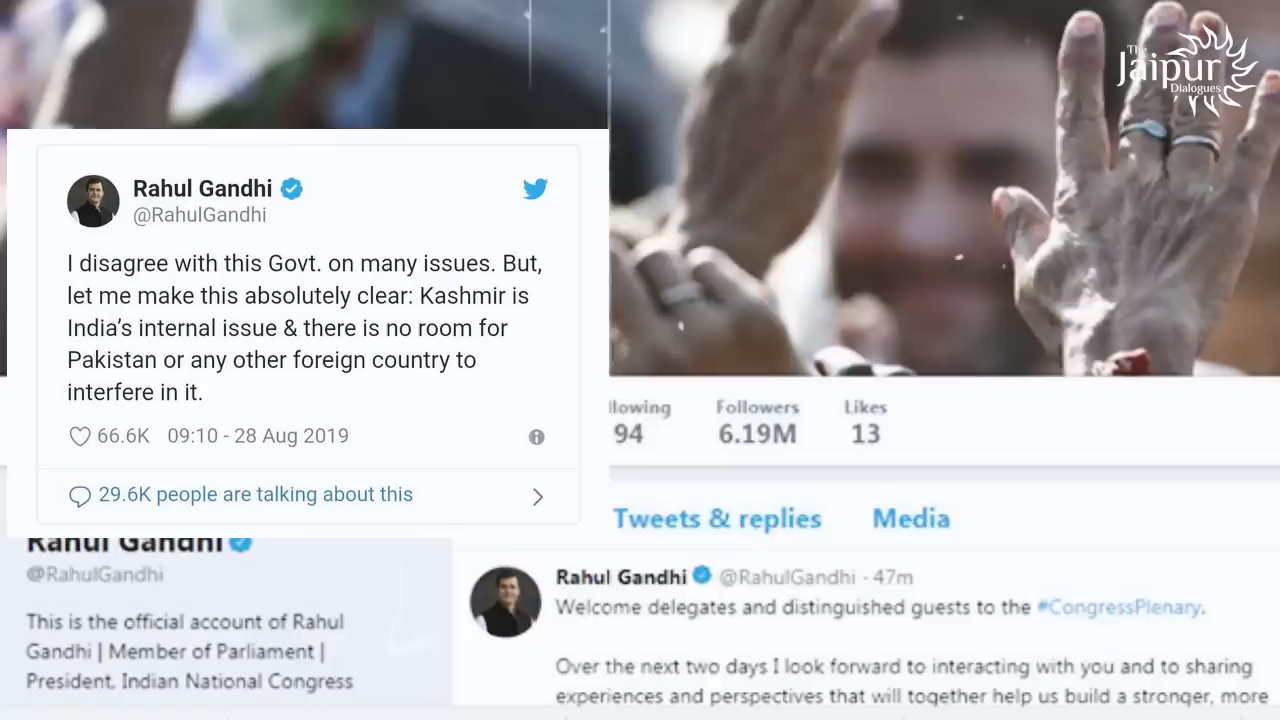 The
Jaipur
Dialogues
Rahul Gandhi
@RahulGandhi
I disagree with this Govt. on many issues. But,
let me make this absolutely clear: Kashmir is
India’s internal issue & there is no room for
Pakistan or any other foreign country to
interfere in it.
66.6K 09:10 - 28 Aug 2019
29.6K people are talking about this
llowing Followers Likes
94 6.19M 13
Tweets & replies Media
Rahul Gandhi
@RahulGandhi
This is the official account of Rahul
Gandhi | Member of Parliament |
President, Indian National Congress
Rahul Gandhi @RahulGandhi · 47m
Welcome delegates and distinguished guests to the #CongressPlenary.
Over the next two days I look forward to interacting with you and to sharing
experiences and perspectives that will together help us build a stronger, more